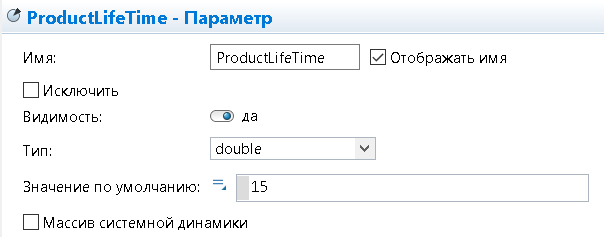 ProductLifeTime - Параметр
Имя: ProductLifeTime Отображать имя
Исключить
Видимость: да
Тип: double
Значение по умолчанию: 15
Массив системной динамики